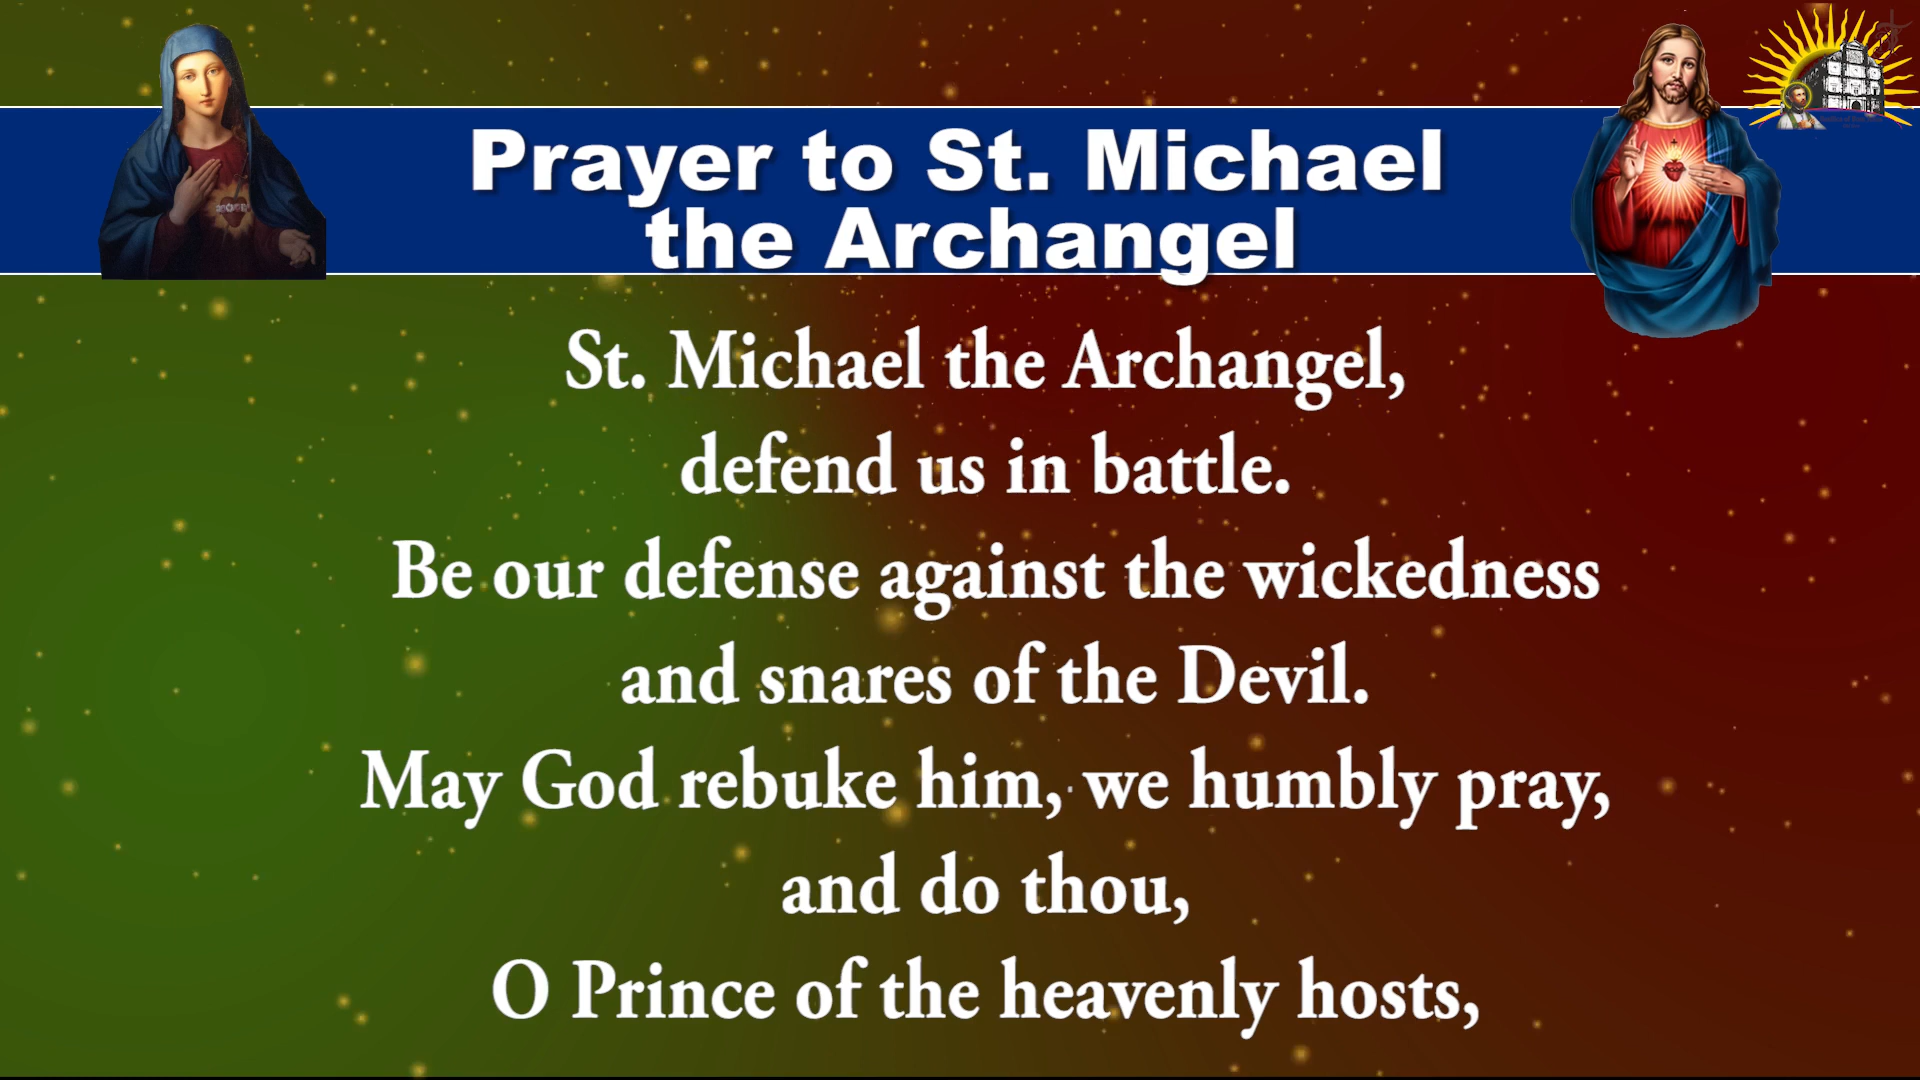 Prayer to St. Michael
the Archangel
St. Michael the Archangel,
defend us in battle.
Be our defense against the wickedness
and snares of the Devil.
May God rebuke him, we humbly pray,
and do thou,
O Prince of the heavenly hosts,